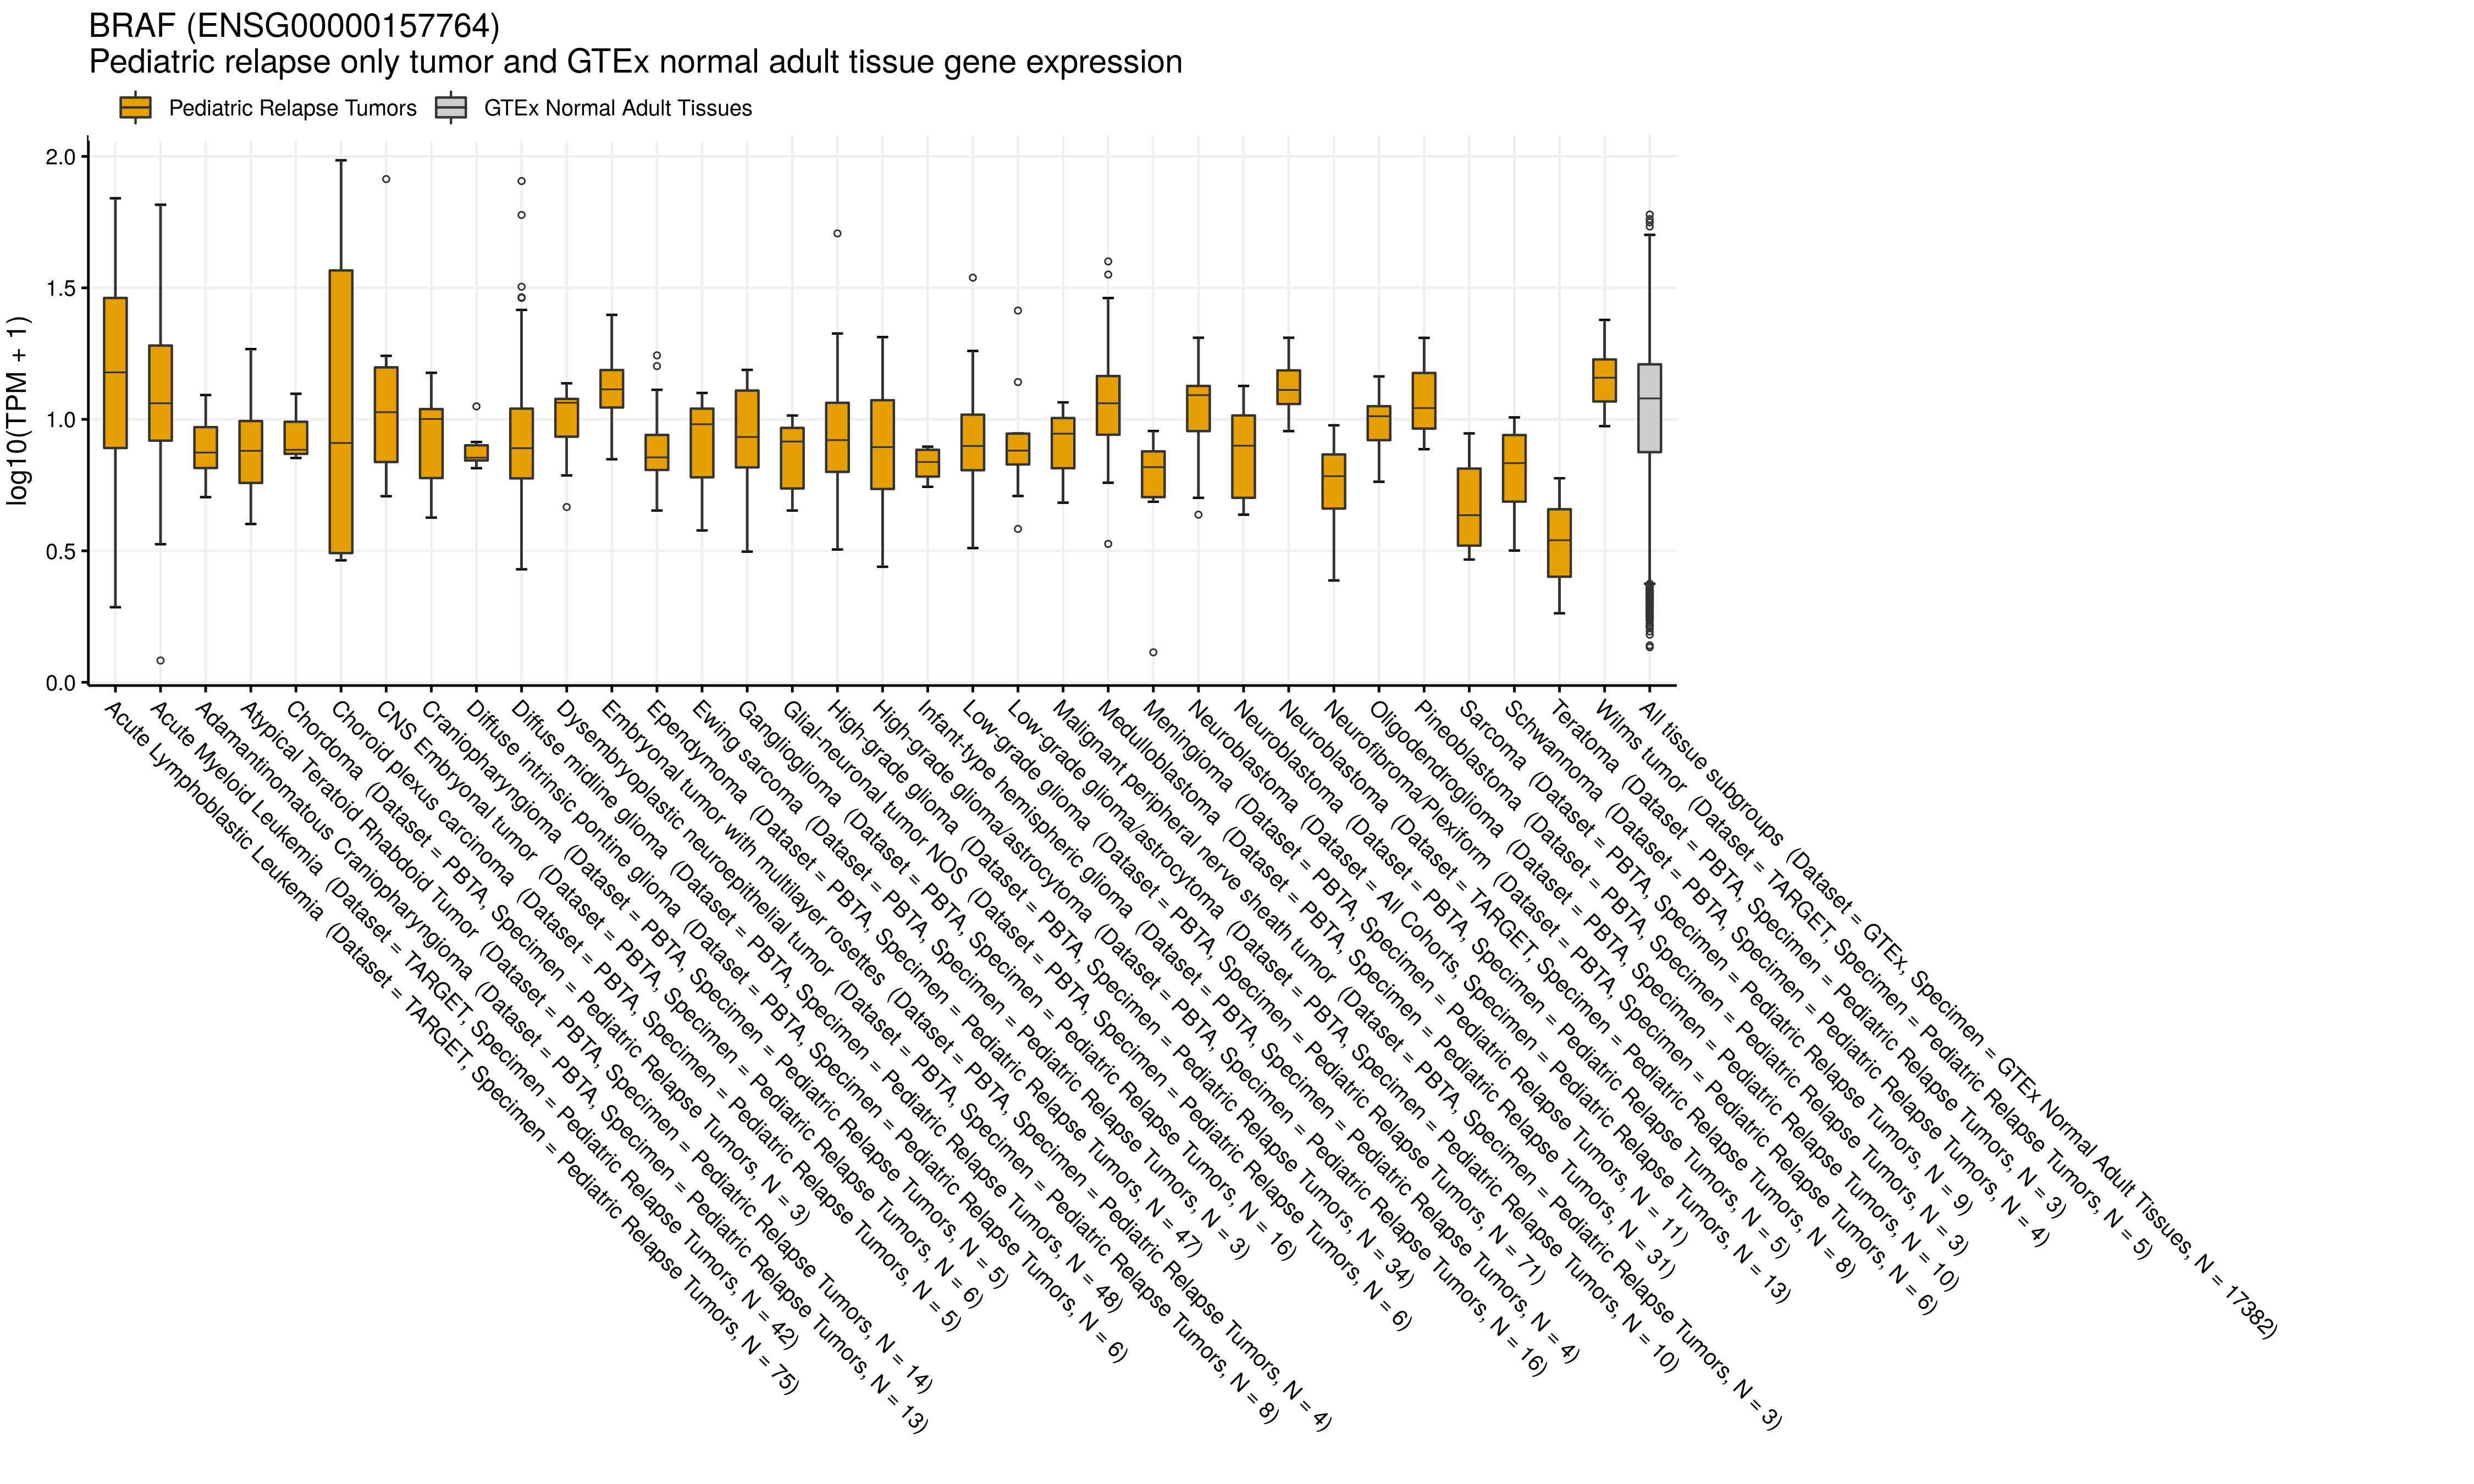 BRAF (ENSG00000157764)
Pediatric relapse only tumor and GTEx normal adult tissue gene expression
Pediatric Relapse Tumors
GTEx Normal Adult Tissues
log10(TPM + 1)
2.0
1.5
1.0
0.5
0.0
Acute Lymphoblastic Leukemia (Dataset = TARGET, Specimen = Pediatric Relapse Tumors, N = 75)
Acute Myeloid Leukemia (Dataset = TARGET, Specimen = Pediatric Relapse Tumors, N = 42)
Adamantinomatous Craniopharyngioma (Dataset = PBTA, Specimen = Pediatric Relapse Tumors, N = 13)
Atypical Teratoid Rhabdoid Tumor (Dataset = PBTA, Specimen = Pediatric Relapse Tumors, N = 14)
Chordoma (Dataset = PBTA, Specimen = Pediatric Relapse Tumors, N = 3)
Choroid plexus carcinoma (Dataset = PBTA, Specimen = Pediatric Relapse Tumors, N = 5)
CNS Embryonal tumor (Dataset = PBTA, Specimen = Pediatric Relapse Tumors, N = 6)
Craniopharyngioma (Dataset = PBTA, Specimen = Pediatric Relapse Tumors, N = 5)
Diffuse intrinsic pontine glioma (Dataset = PBTA, Specimen = Pediatric Relapse Tumors, N = 6)
Diffuse midline glioma (Dataset = PBTA, Specimen = Pediatric Relapse Tumors, N = 48)
Dysembryoplastic neuroepithelial tumor (Dataset = PBTA, Specimen = Pediatric Relapse Tumors, N = 8)
Embryonal tumor with multilayer rosettes (Dataset = PBTA, Specimen = Pediatric Relapse Tumors, N = 4)
Ependymoma (Dataset = PBTA, Specimen = Pediatric Relapse Tumors, N = 47)
Ewing sarcoma (Dataset = PBTA, Specimen = Pediatric Relapse Tumors, N = 3)
Ganglioglioma (Dataset = PBTA, Specimen = Pediatric Relapse Tumors, N = 16)
Glial-neuronal tumor NOS (Dataset = PBTA, Specimen = Pediatric Relapse Tumors, N = 6)
High-grade glioma (Dataset = PBTA, Specimen = Pediatric Relapse Tumors, N = 34)
High-grade glioma/astrocytoma (Dataset = PBTA, Specimen = Pediatric Relapse Tumors, N = 16)
Infant-type hemispheric glioma (Dataset = PBTA, Specimen = Pediatric Relapse Tumors, N = 4)
Low-grade glioma (Dataset = PBTA, Specimen = Pediatric Relapse Tumors, N = 71)
Low-grade glioma/astrocytoma (Dataset = PBTA, Specimen = Pediatric Relapse Tumors, N = 10)
Malignant peripheral nerve sheath tumor (Dataset = PBTA, Specimen = Pediatric Relapse Tumors, N = 3)
Medulloblastoma (Dataset = PBTA, Specimen = Pediatric Relapse Tumors, N = 31)
Meningioma (Dataset = PBTA, Specimen = Pediatric Relapse Tumors, N = 11)
Neuroblastoma (Dataset = All Cohorts, Specimen = Pediatric Relapse Tumors, N = 13)
Neuroblastoma (Dataset = PBTA, Specimen = Pediatric Relapse Tumors, N = 5)
Neuroblastoma (Dataset = TARGET, Specimen = Pediatric Relapse Tumors, N = 8)
Neurofibroma/Plexiform (Dataset = PBTA, Specimen = Pediatric Relapse Tumors, N = 6)
Oligodendroglioma (Dataset = PBTA, Specimen = Pediatric Relapse Tumors, N = 10)
Pineoblastoma (Dataset = PBTA, Specimen = Pediatric Relapse Tumors, N = 3)
Sarcoma (Dataset = PBTA, Specimen = Pediatric Relapse Tumors, N = 9)
Schwannoma (Dataset = PBTA, Specimen = Pediatric Relapse Tumors, N = 4)
Teratoma (Dataset = PBTA, Specimen = Pediatric Relapse Tumors, N = 3)
Wilms tumor (Dataset = TARGET, Specimen = Pediatric Relapse Tumors, N = 5)
All tissue subgroups (Dataset = GTEx, Specimen = GTEx Normal Adult Tissues, N = 17382)